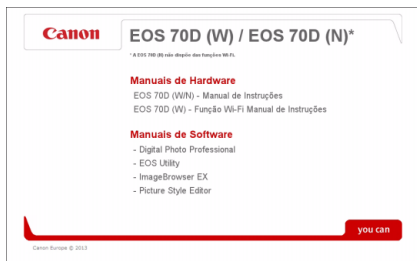 Canon
EOS 70D (W) / EOS 70D (N)*
* A EOS 70D (N) não dispõe das funções Wi-Fi.
Manuais de Hardware
EOS 70D (W/N) - Manual de Instruções
EOS 70D (W) - Função Wi-Fi Manual de Instruções
Manuais de Software
- Digital Photo Professional
- EOS Utility
- ImageBrowser EX
- Picture Style Editor
you can
Canon Europe © 2013